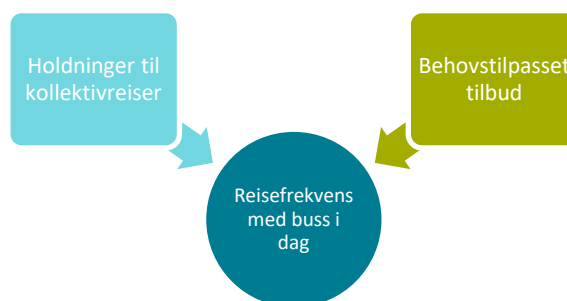 Holdninger til
kollektivreiser
Behovstilpasset
tilbud
Reisefrekvens
med buss i
dag